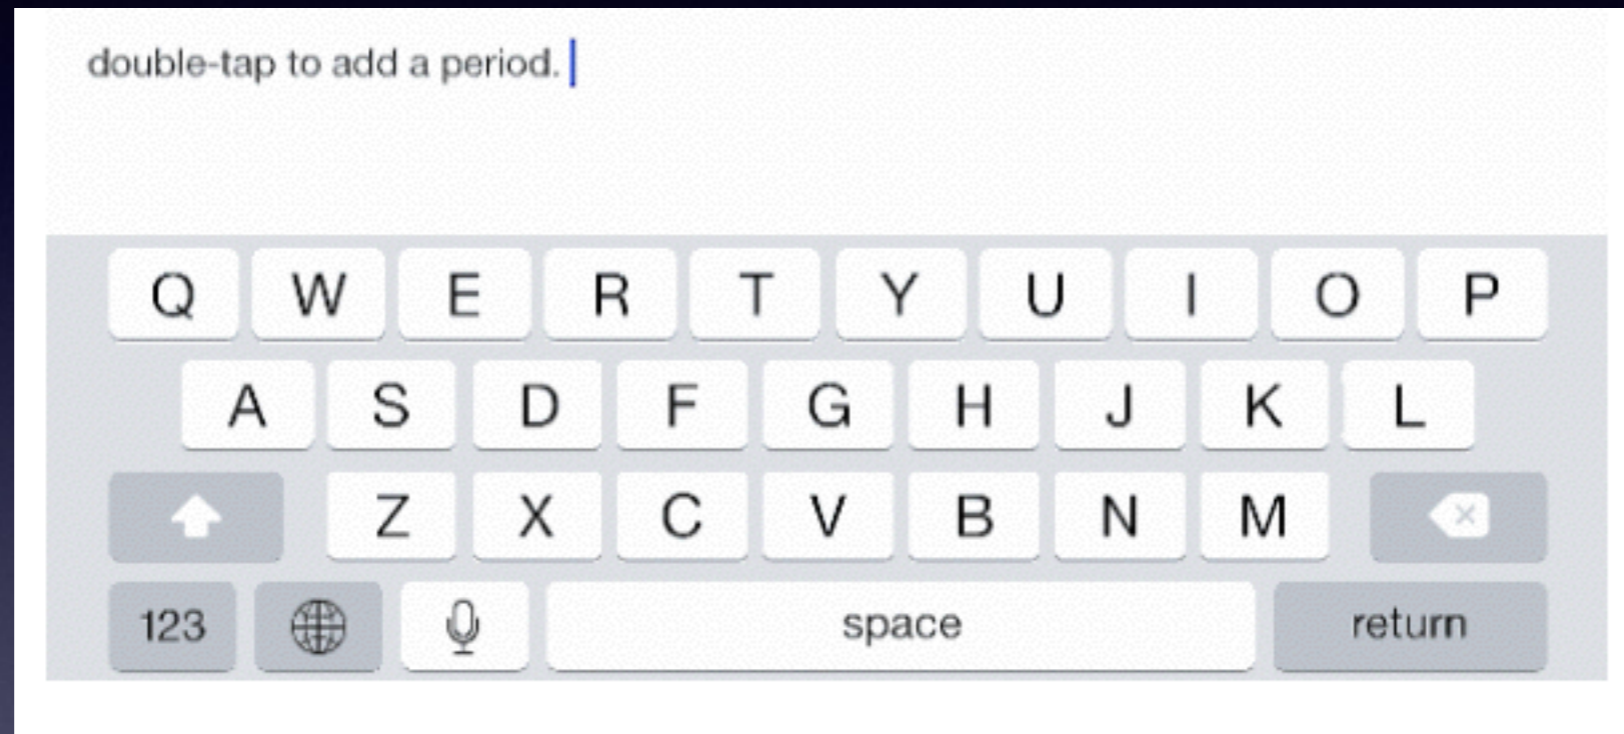 double-tap to add a period.
Q W E R T Y U I O P
A S D F G H J K L
Z X C V B N M
123 space return